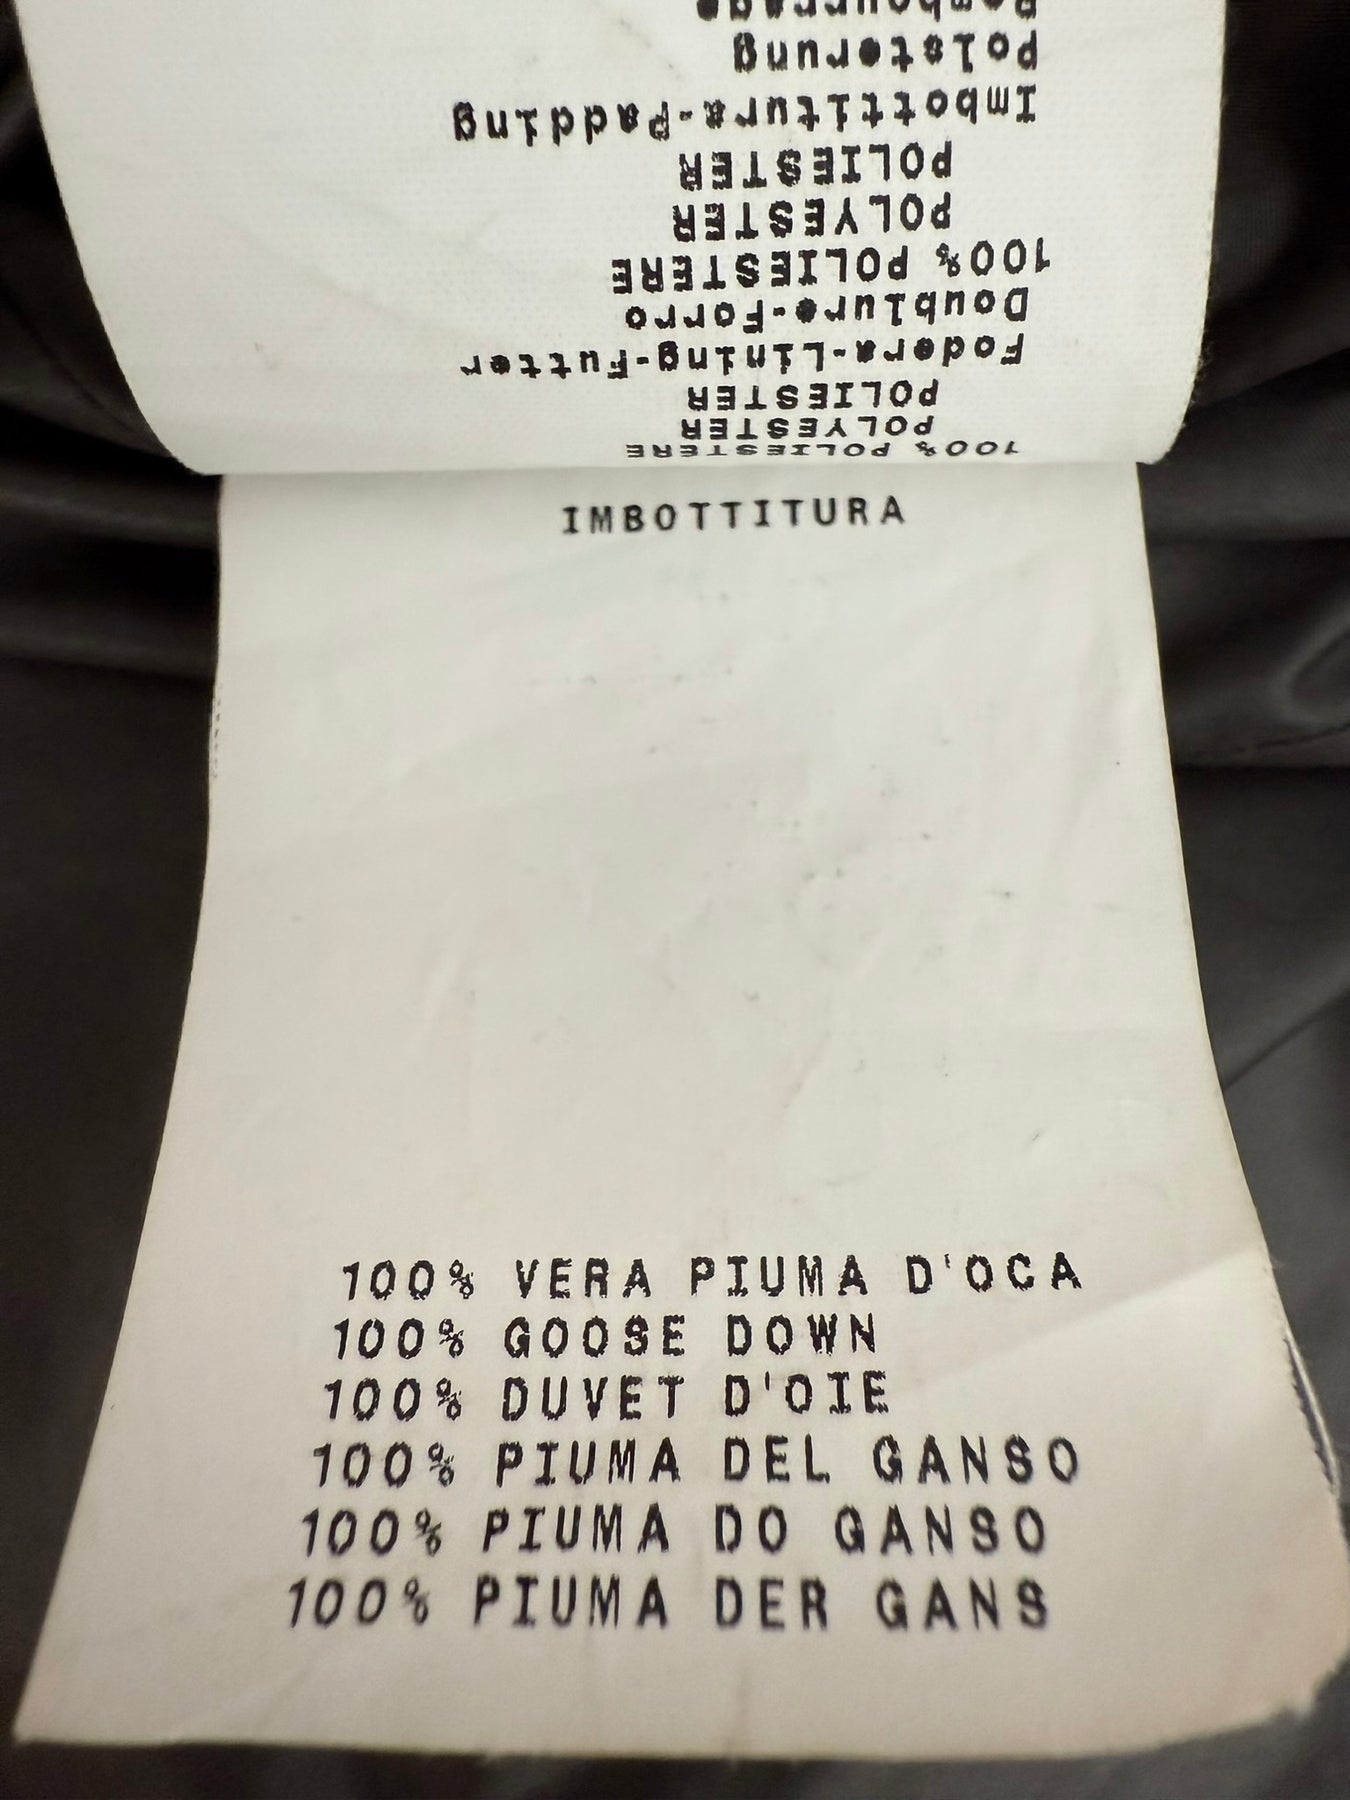 100% POLIESTERE
POLYESTER
POLIESTER
Fodera-Lining-Futter
Doublure-Forro
100% POLIESTERE
POLYESTER
POLIESTER
Imbottitura-Padding
Polsterung
Rembourrage
IMBOTTITURA
100% VERA PIUMA D'OCA
100% GOOSE DOWN
100% DUVET D'OIE
100% PIUMA DEL GANSO
100% PIUMA DO GANSO
100% PIUMA DER GANS